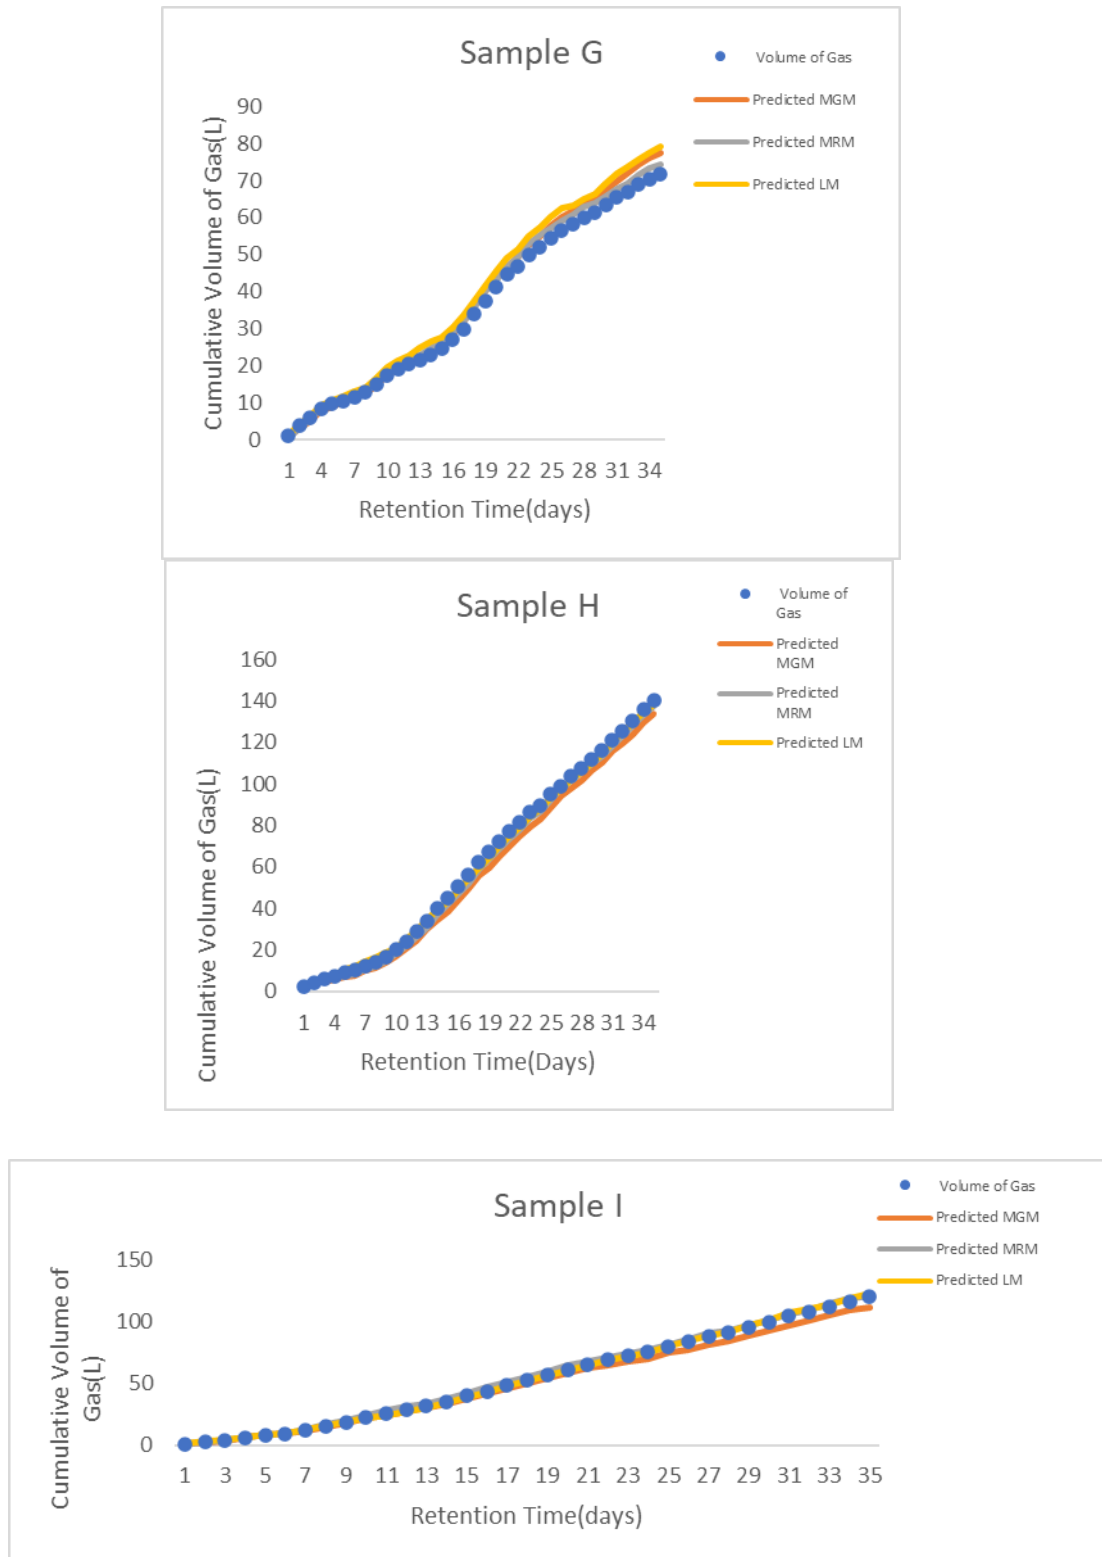 Sample G
Volume of Gas
Predicted MGM
Predicted MRM
Predicted LM
Cumulative Volume of Gas(L)
90
80
70
60
50
40
30
20
10
0
1 4 7 10 13 16 19 22 25 28 31 34
Retention Time(days)
Sample H
Volume of
Gas
Predicted
MGM
Predicted
MRM
Predicted LM
Cumulative Volume of Gas(L)
160
140
120
100
80
60
40
20
0
1 4 7 10 13 16 19 22 25 28 31 34
Retention Time(Days)
Sample I
Volume of Gas
Predicted MGM
Predicted MRM
Predicted LM
Cumulative Volume of
Gas(L)
150
100
50
0
1 3 5 7 9 11 13 15 17 19 21 23 25 27 29 31 33 35
Retention Time(days)